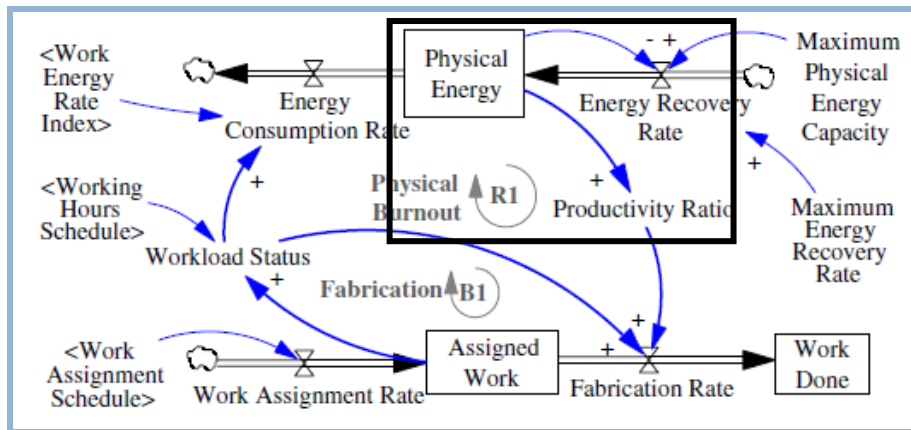 <Work
Energy
Rate
Index>
Energy
Consumption Rate
Physical
Energy
- +
Energy Recovery
Rate
Maximum
Physical
Energy
Capacity
+
<Working
Hours
Schedule>
+
Workload Status
Physical
Burnout
R1
+
Productivity Ratio
Maximum
Energy
Recovery
Rate
+
Fabrication
B1
<Work
Assignment
Schedule>
Work Assignment Rate
Assigned
Work
+
+
Fabrication Rate
Work
Done